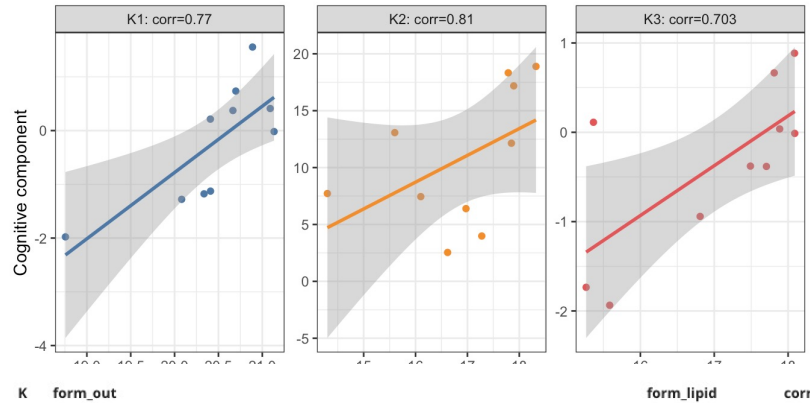 K1: corr=0.77 K2: corr=0.81 K3: corr=0.703
Cognitive component
0
-2
-4
20
15
10
5
0
-5
1
0
-1
-2
15 16 17 18
16 17 18
K form_out form_lipid corr